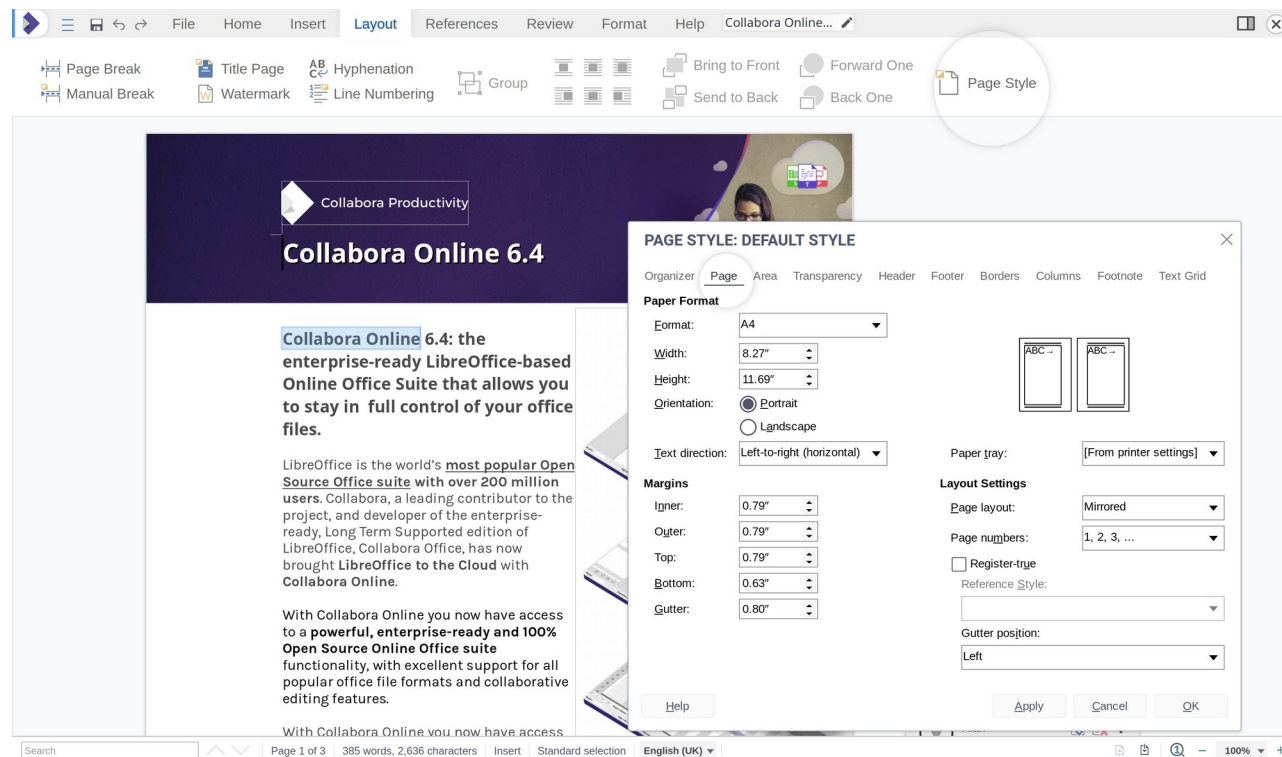 File Home Insert Layout References Review Format Help Collabora Online...
Page Break Title Page Hyphenation Group Bring to Front Forward One Page Style
Manual Break Watermark Line Numbering Send to Back Back One
Collabora Productivity
Collabora Online 6.4
Collabora Online 6.4: the
enterprise-ready LibreOffice-based
Online Office Suite that allows you
to stay in full control of your office
files.
LibreOffice is the world's most popular Open
Source Office suite with over 200 million
users. Collabora, a leading contributor to the
project, and developer of the enterprise-
ready, Long Term Supported edition of
LibreOffice, Collabora Office, has now
brought LibreOffice to the Cloud with
Collabora Online.
With Collabora Online you now have access
to a powerful, enterprise-ready and 100%
Open Source Online Office suite
functionality, with excellent support for all
popular office file formats and collaborative
editing features.
With Collabora Online you now have access
PAGE STYLE: DEFAULT STYLE
Organizer Page Area Transparency Header Footer Borders Columns Footnote Text Grid
Paper Format
Format: A4
Width: 8.27"
Height: 11.69"
Orientation: Portrait
Landscape
ABC→ ABC→
Text direction: Left-to-right (horizontal) Paper tray: [From printer settings]
Margins Layout Settings
Inner: 0.79" Page layout: Mirrored
Outer: 0.79" Page numbers: 1, 2, 3, ...
Top: 0.79" Register-true
Bottom: 0.63" Reference Style:
Gutter: 0.80" Gutter position:
Left
Help Apply Cancel OK
Search Page 1 of 3 385 words, 2,636 characters Insert Standard selection English (UK) 100%